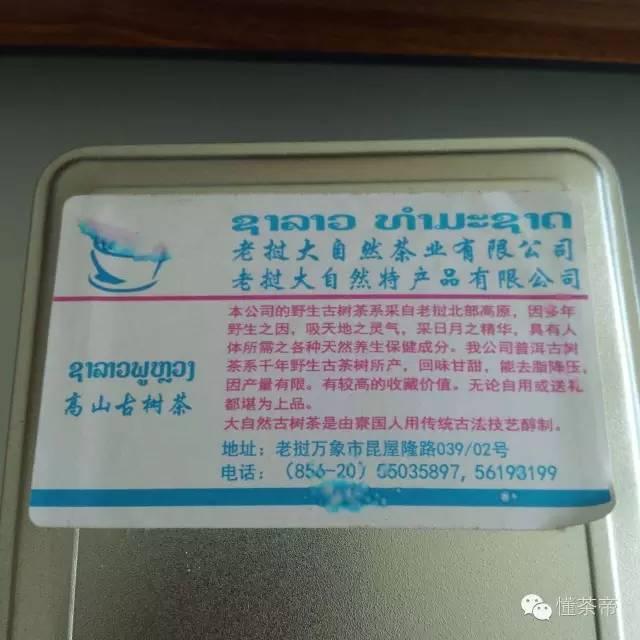 ຊາລາວ ທຳມະຊາດ
老挝大自然茶业有限公司
老挝大自然特产品有限公司
本公司的野生古树茶系采自老挝北部高原，因多年
野生之因，吸天地之灵气，采日月之精华，具有人
体所需之各种天然养生保健成分。我公司普洱古树
茶系千年野生古茶树所产，回味甘甜，能去脂降压，
因产量有限。有较高的收藏价值。无论自用或送礼
都堪为上品。
大自然古树茶是由寮国人用传统古法技艺醇制。
ຊາລາວພູຫຼວງ
高山古树茶
地址：老挝万象市昆屋隆路039/02号
电话：（856-20）55035897, 56193199
懂茶帝